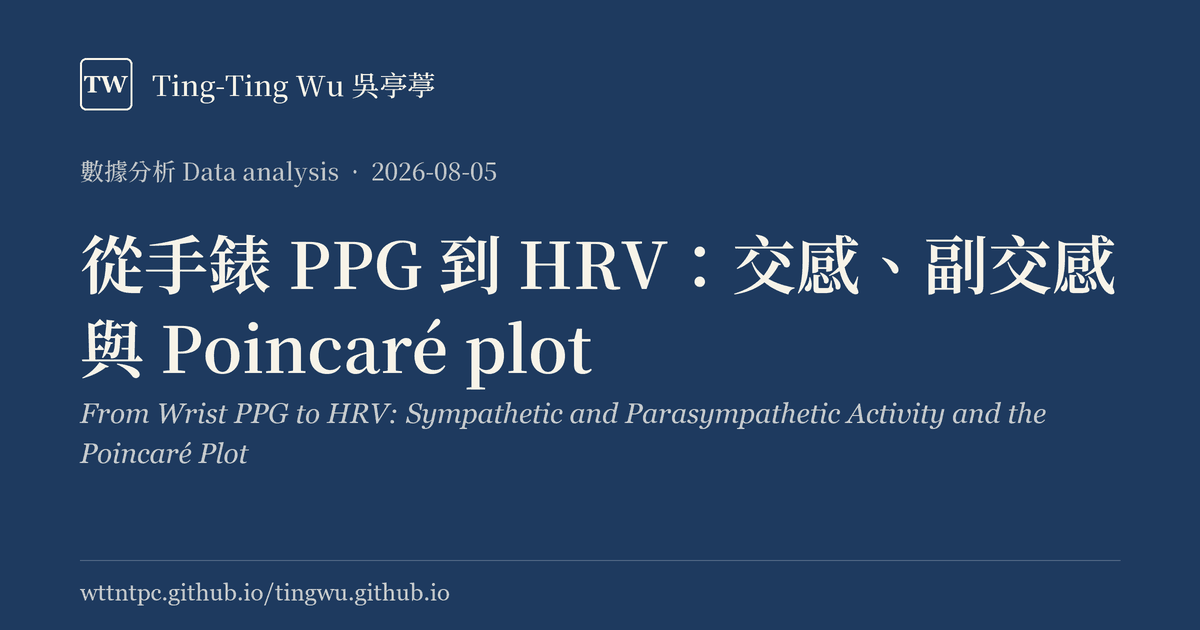 TW
Ting-Ting Wu 吳亭葶
數據分析 Data analysis · 2026-08-05
從手錶 PPG 到 HRV：交感、副交感
與 Poincaré plot
From Wrist PPG to HRV: Sympathetic and Parasympathetic Activity and the
Poincaré Plot
wttntpc.github.io/tingwu.github.io